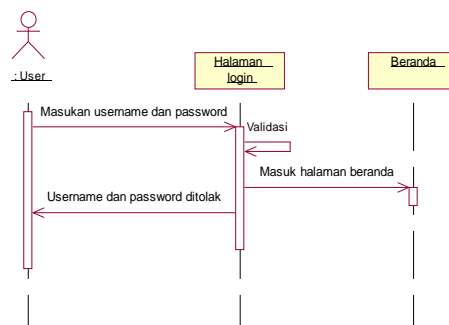 : User
Halaman
login
Beranda
Masukan username dan password
Validasi
Masuk halaman beranda
Username dan password ditolak